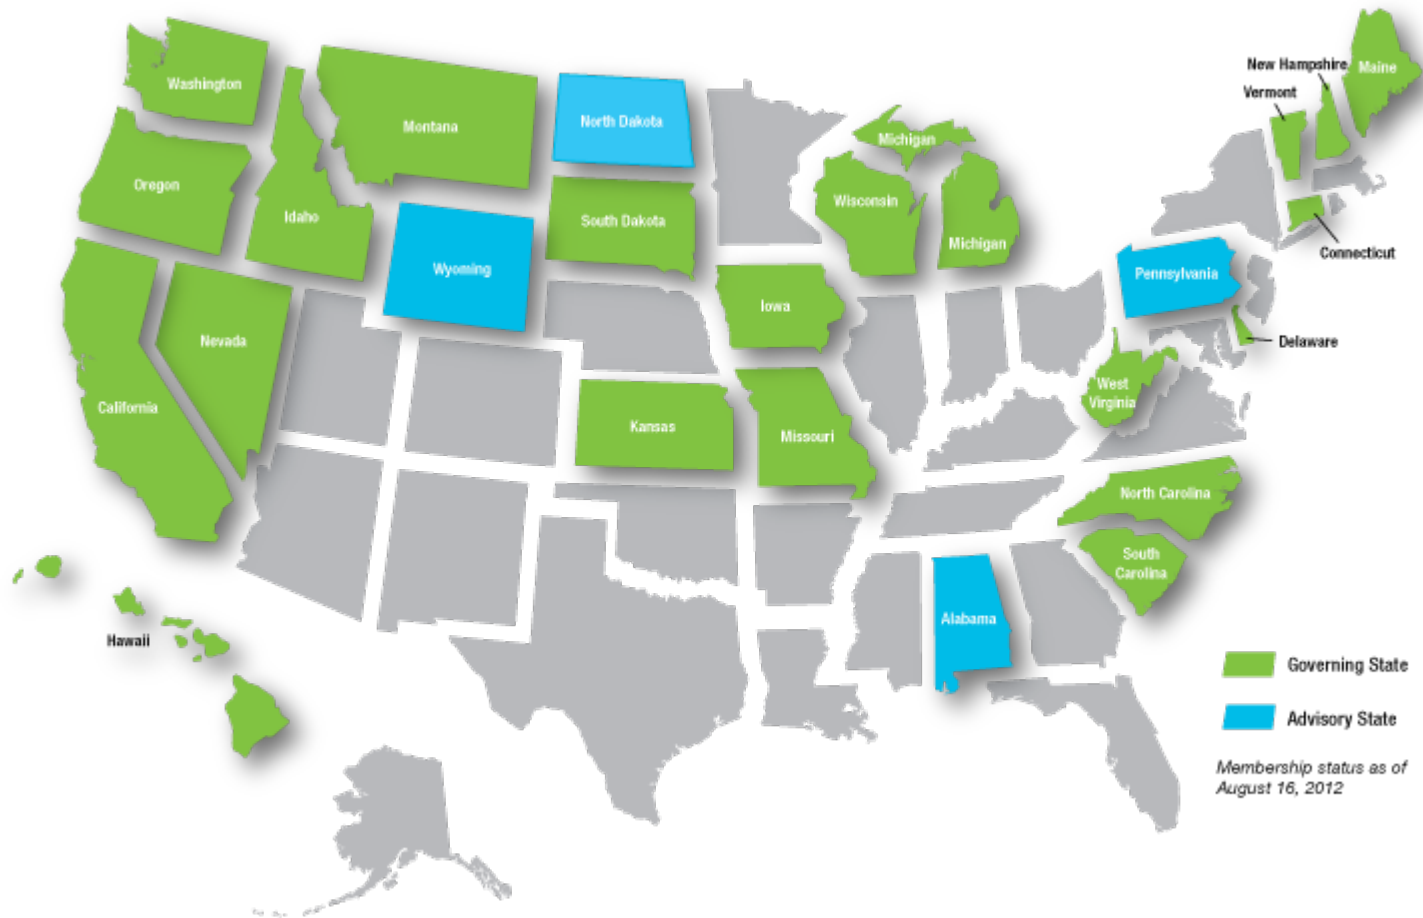 New Hampshire
Maine
Vermont
Washington
Montana
North Dakota
Michigan
Oregon
Idaho
South Dakota
Wisconsin
Michigan
Connecticut
Wyoming
Pennsylvania
Iowa
Nevada
Delaware
California
West
Virginia
Kansas
Missouri
North Carolina
South
Carolina
Hawaii
Alabama
Governing State
Advisory State
Membership status as of
August 16, 2012